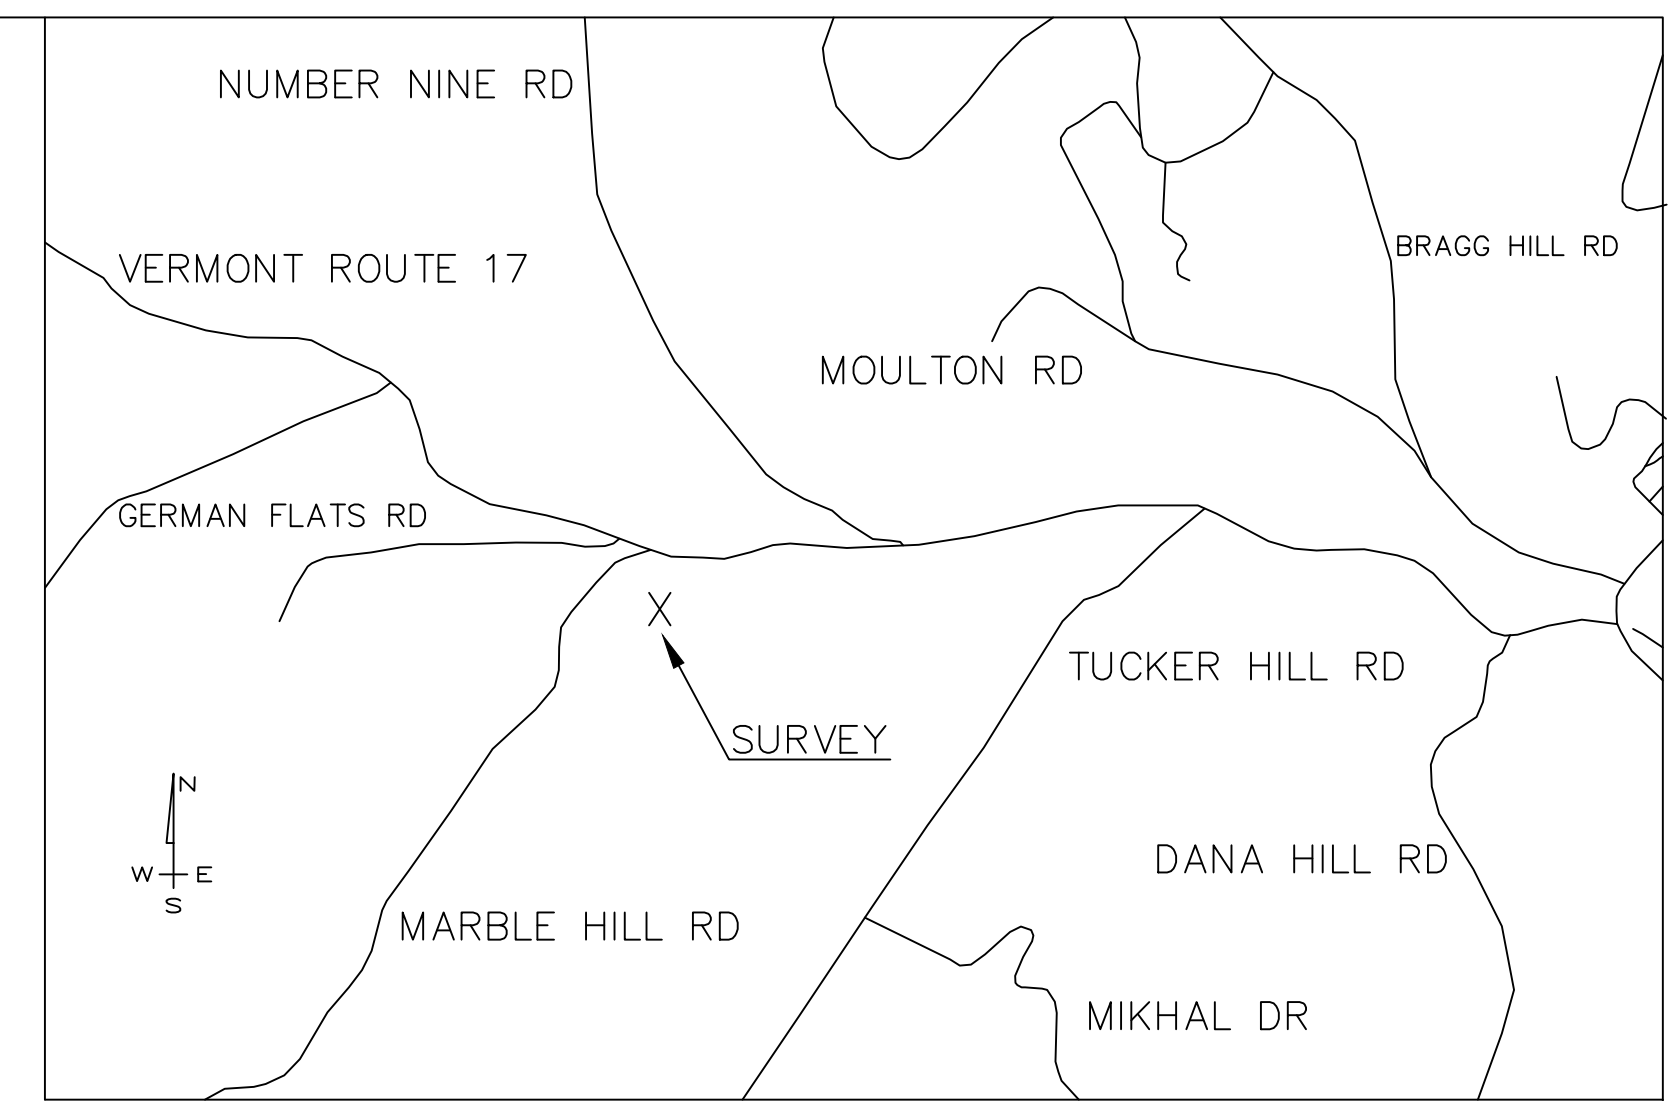 NUMBER NINE RD
VERMONT ROUTE 17
BRAGG HILL RD
MOULTON RD
GERMAN FLATS RD
X
TUCKER HILL RD
SURVEY
N
W E
S
DANA HILL RD
MARBLE HILL RD
MIKHAL DR